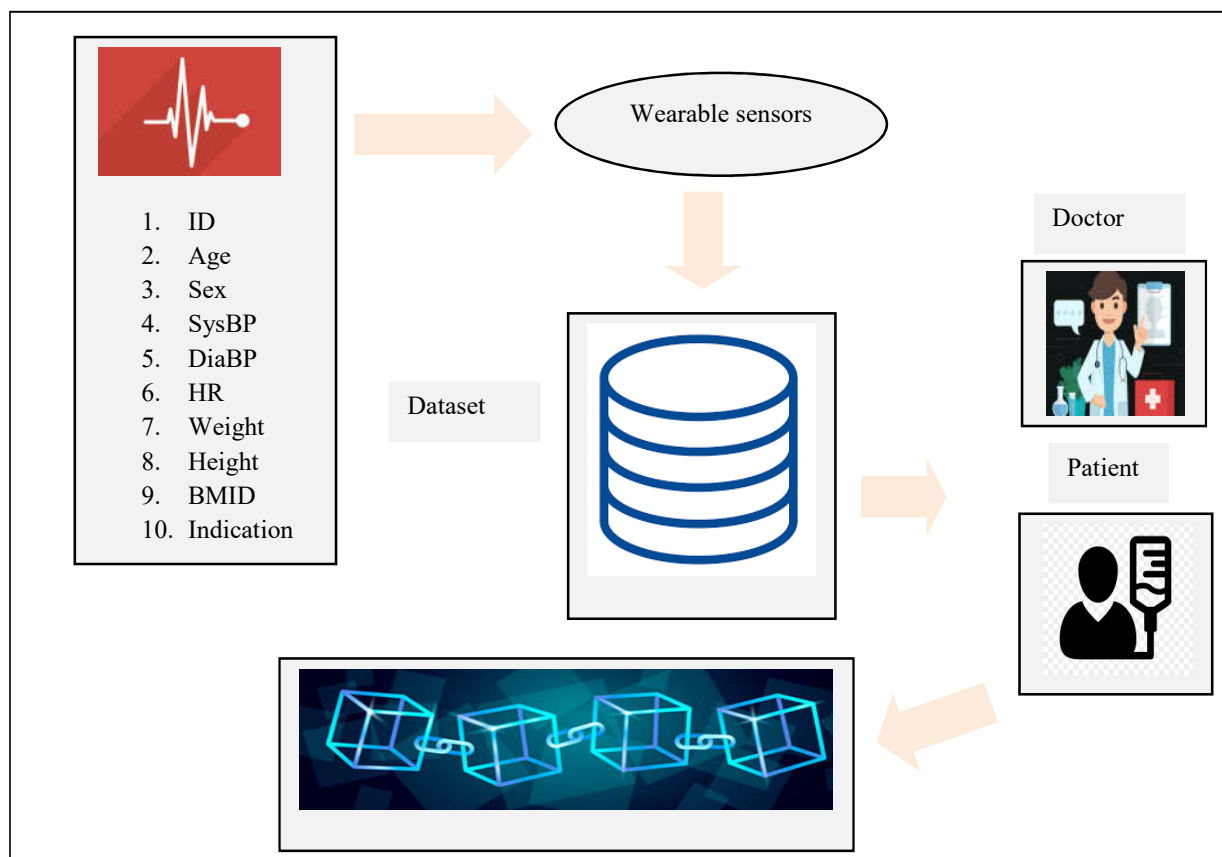 Wearable sensors
1. ID
2. Age
3. Sex
4. SysBP
5. DiaBP
6. HR
7. Weight
8. Height
9. BMID
10. Indication
Dataset
Doctor
Patient